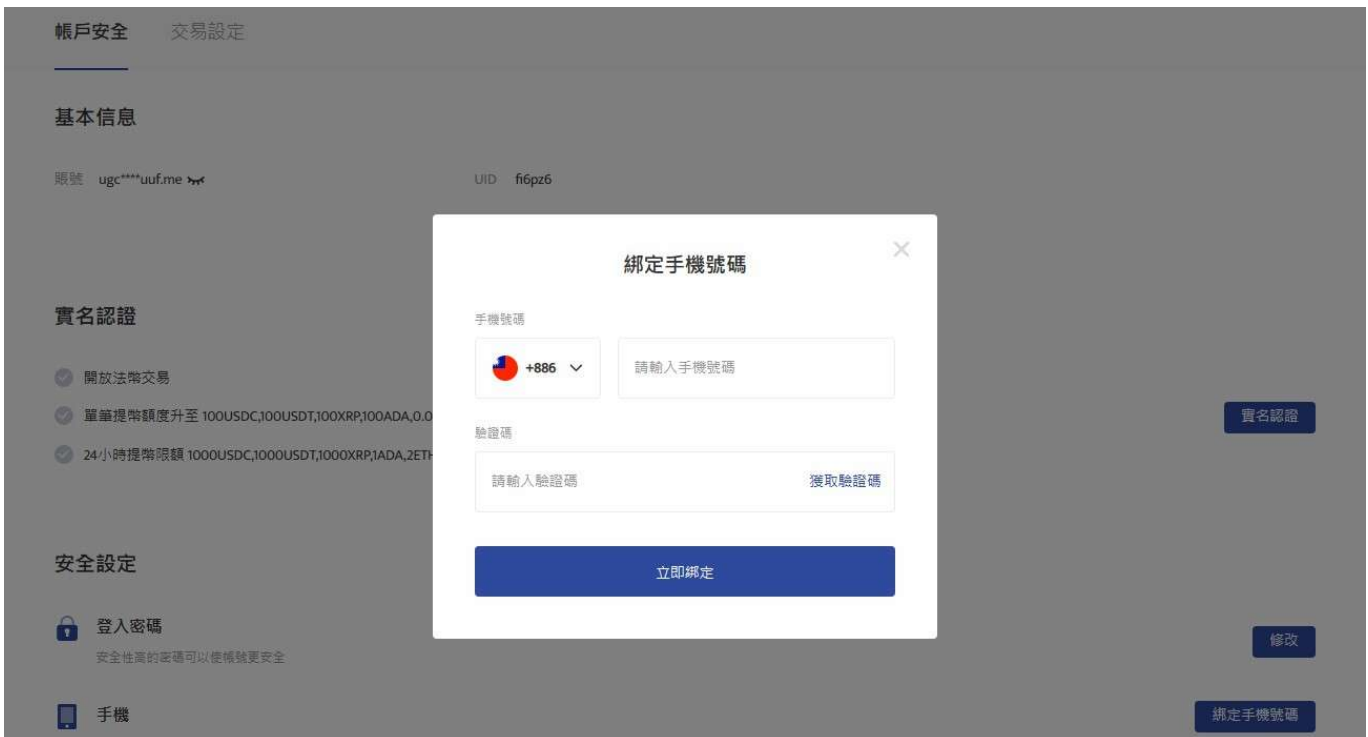 帳戶安全 交易設定
基本信息
賬號 ugc****uuf.me UID fi6pz6
綁定手機號碼
手機號碼
+886 請輸入手機號碼
驗證碼
請輸入驗證碼 獲取驗證碼
立即綁定
實名認證
開放法幣交易
單筆提幣額度升至 100USDC,100USDT,100XRP,100ADA,0.0
24小時提幣限額 1000USDC,1000USDT,1000XRP,1ADA,2ETH
實名認證
安全設定
登入密碼
安全性高的密碼可以使帳號更安全
修改
手機
綁定手機號碼